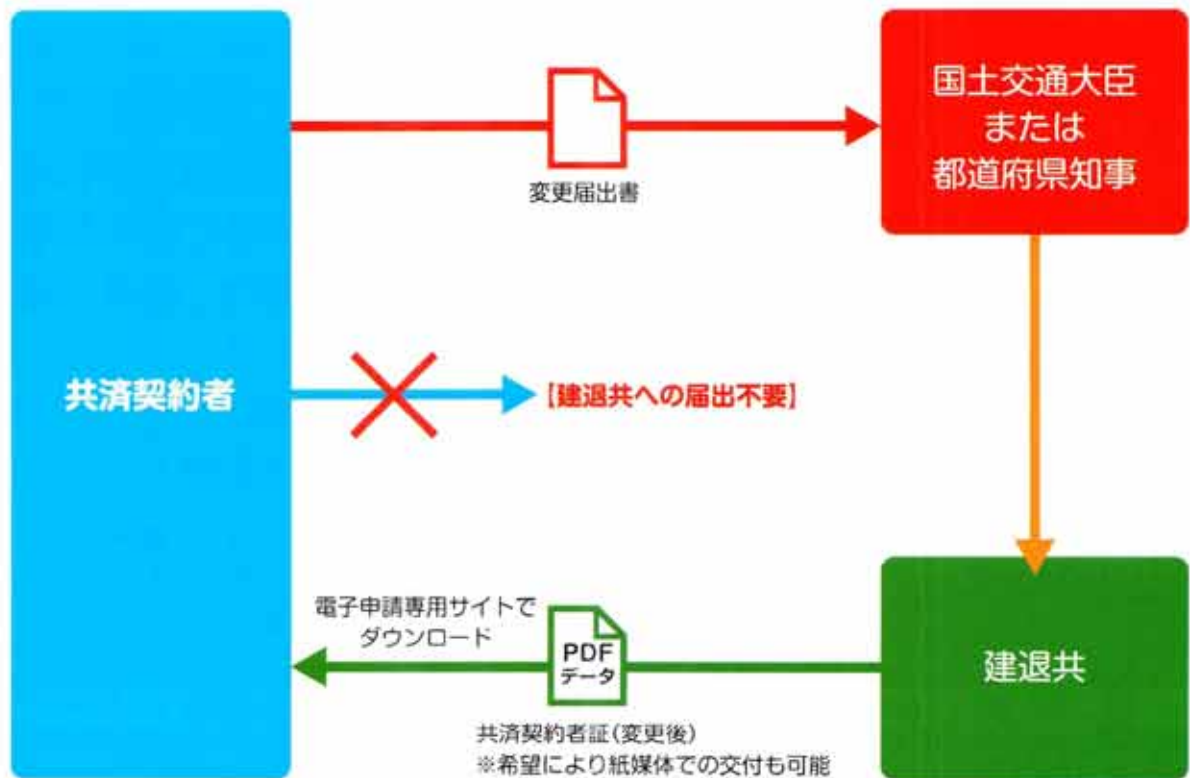 国土交通大臣
または
都道府県知事
変更届出書
共済契約者
【建退共への届出不要】
電子申請専用サイトで
ダウンロード
PDF
データ
建退共
共済契約者証(変更後)
※希望により紙媒体での交付も可能